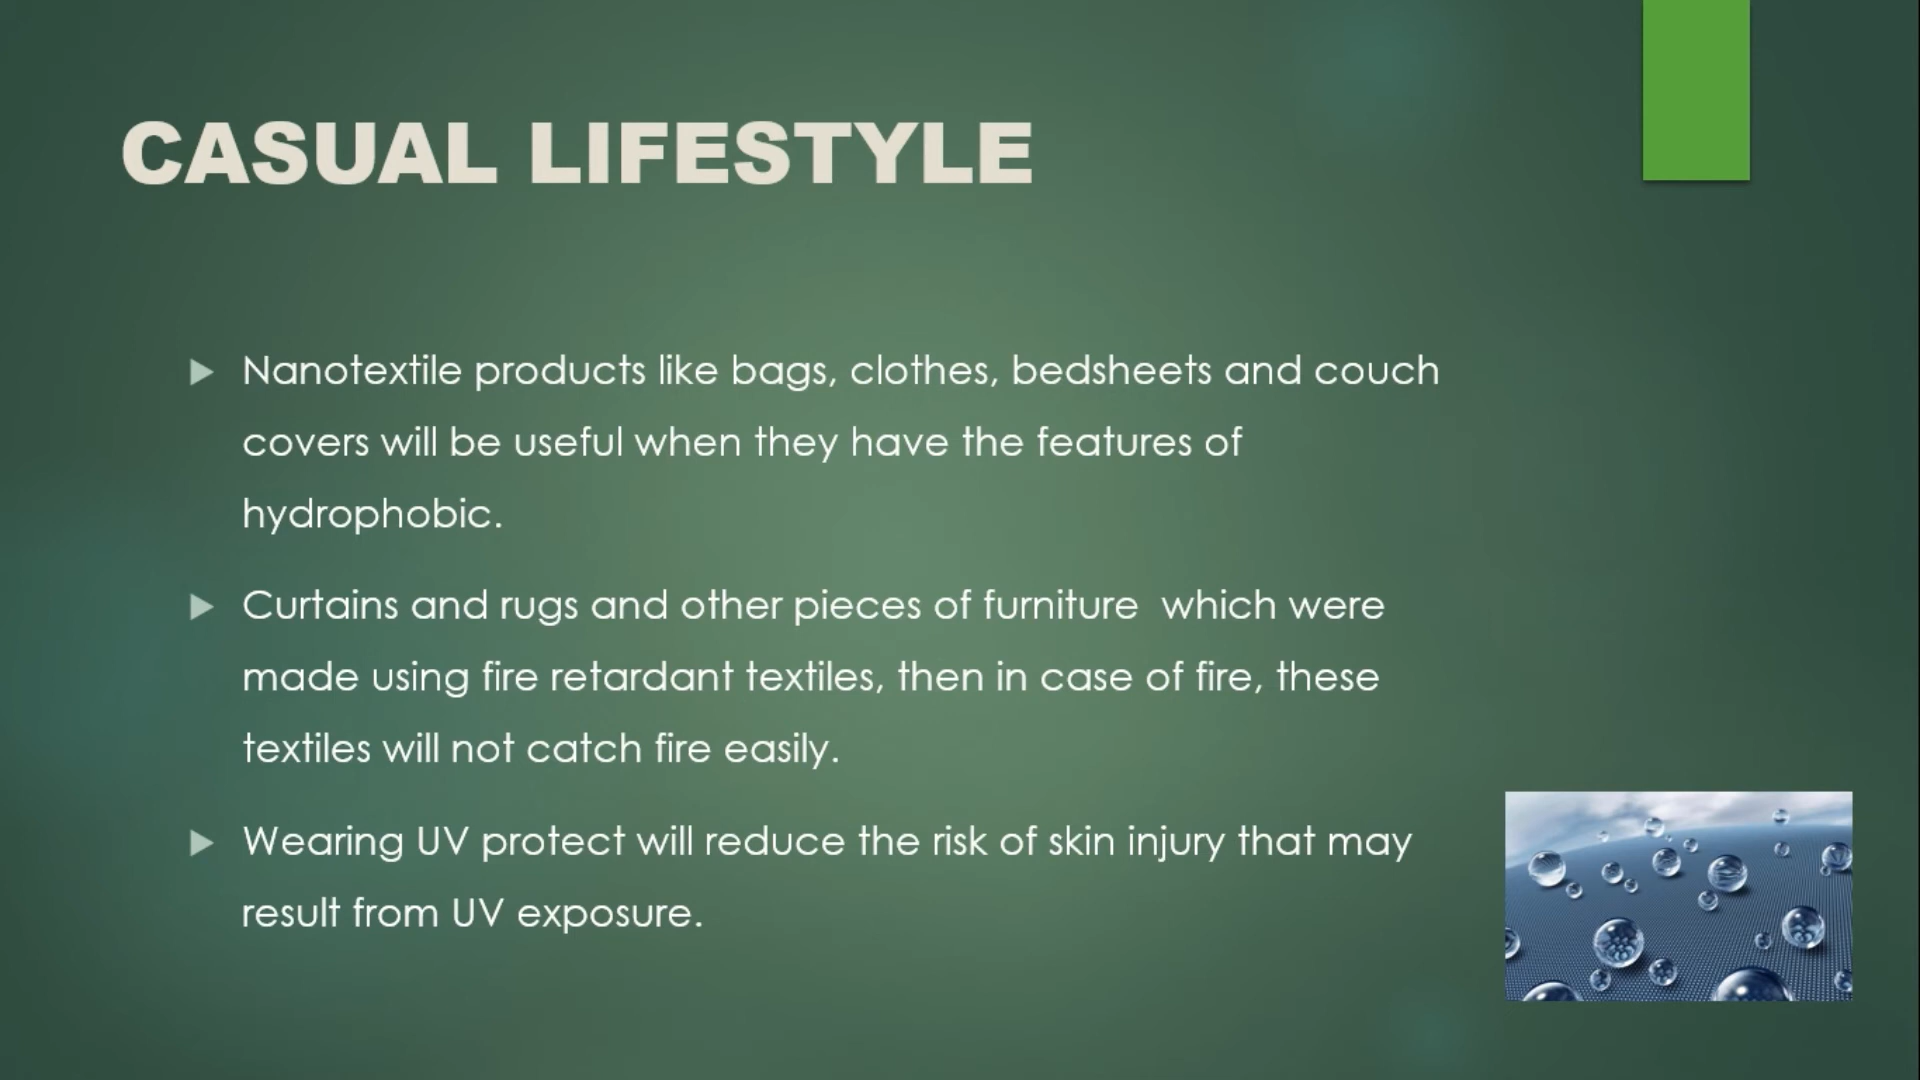 CASUAL LIFESTYLE
Nanotextile products like bags, clothes, bedsheets and couch
covers will be useful when they have the features of
hydrophobic.
Curtains and rugs and other pieces of furniture  which were
made using fire retardant textiles, then in case of fire, these
textiles will not catch fire easily.
Wearing UV protect will reduce the risk of skin injury that may
result from UV exposure.